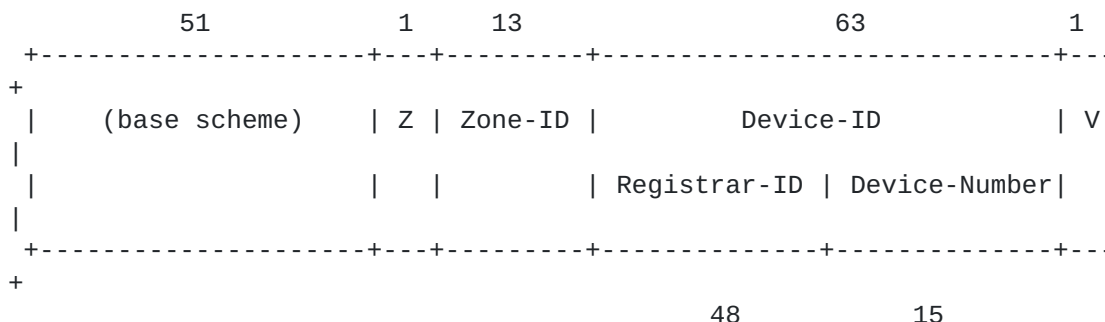 51                 1     13                             63                    1
 +---------------------+---+---------+-----------------------------+---
+
 |    (base scheme)    | Z | Zone-ID |         Device-ID           | V
|
 |                     |   |         | Registrar-ID | Device-Number|
|
 +---------------------+---+---------+--------------+--------------+---
+
                                             48             15